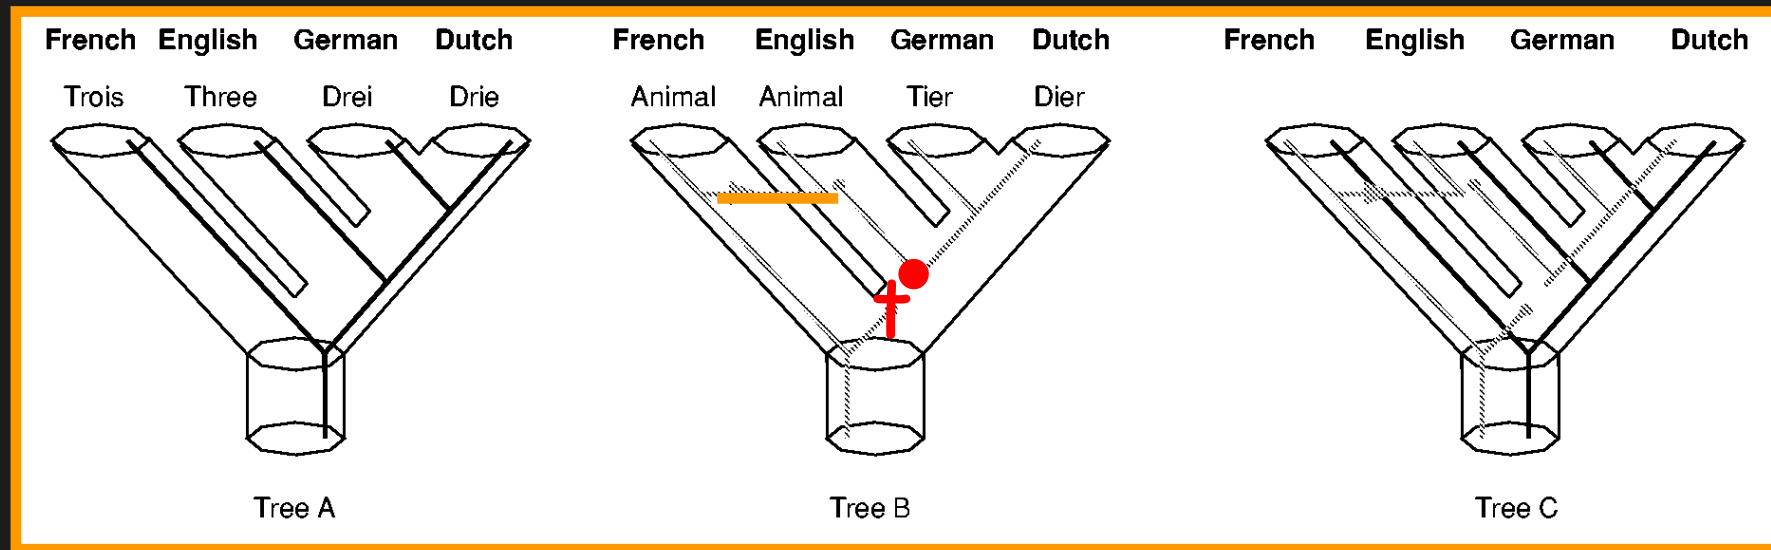 French English German Dutch French English German Dutch French English German Dutch
Trois Three Drei Drie Animal Animal Tier Dier
Tree A Tree B Tree C